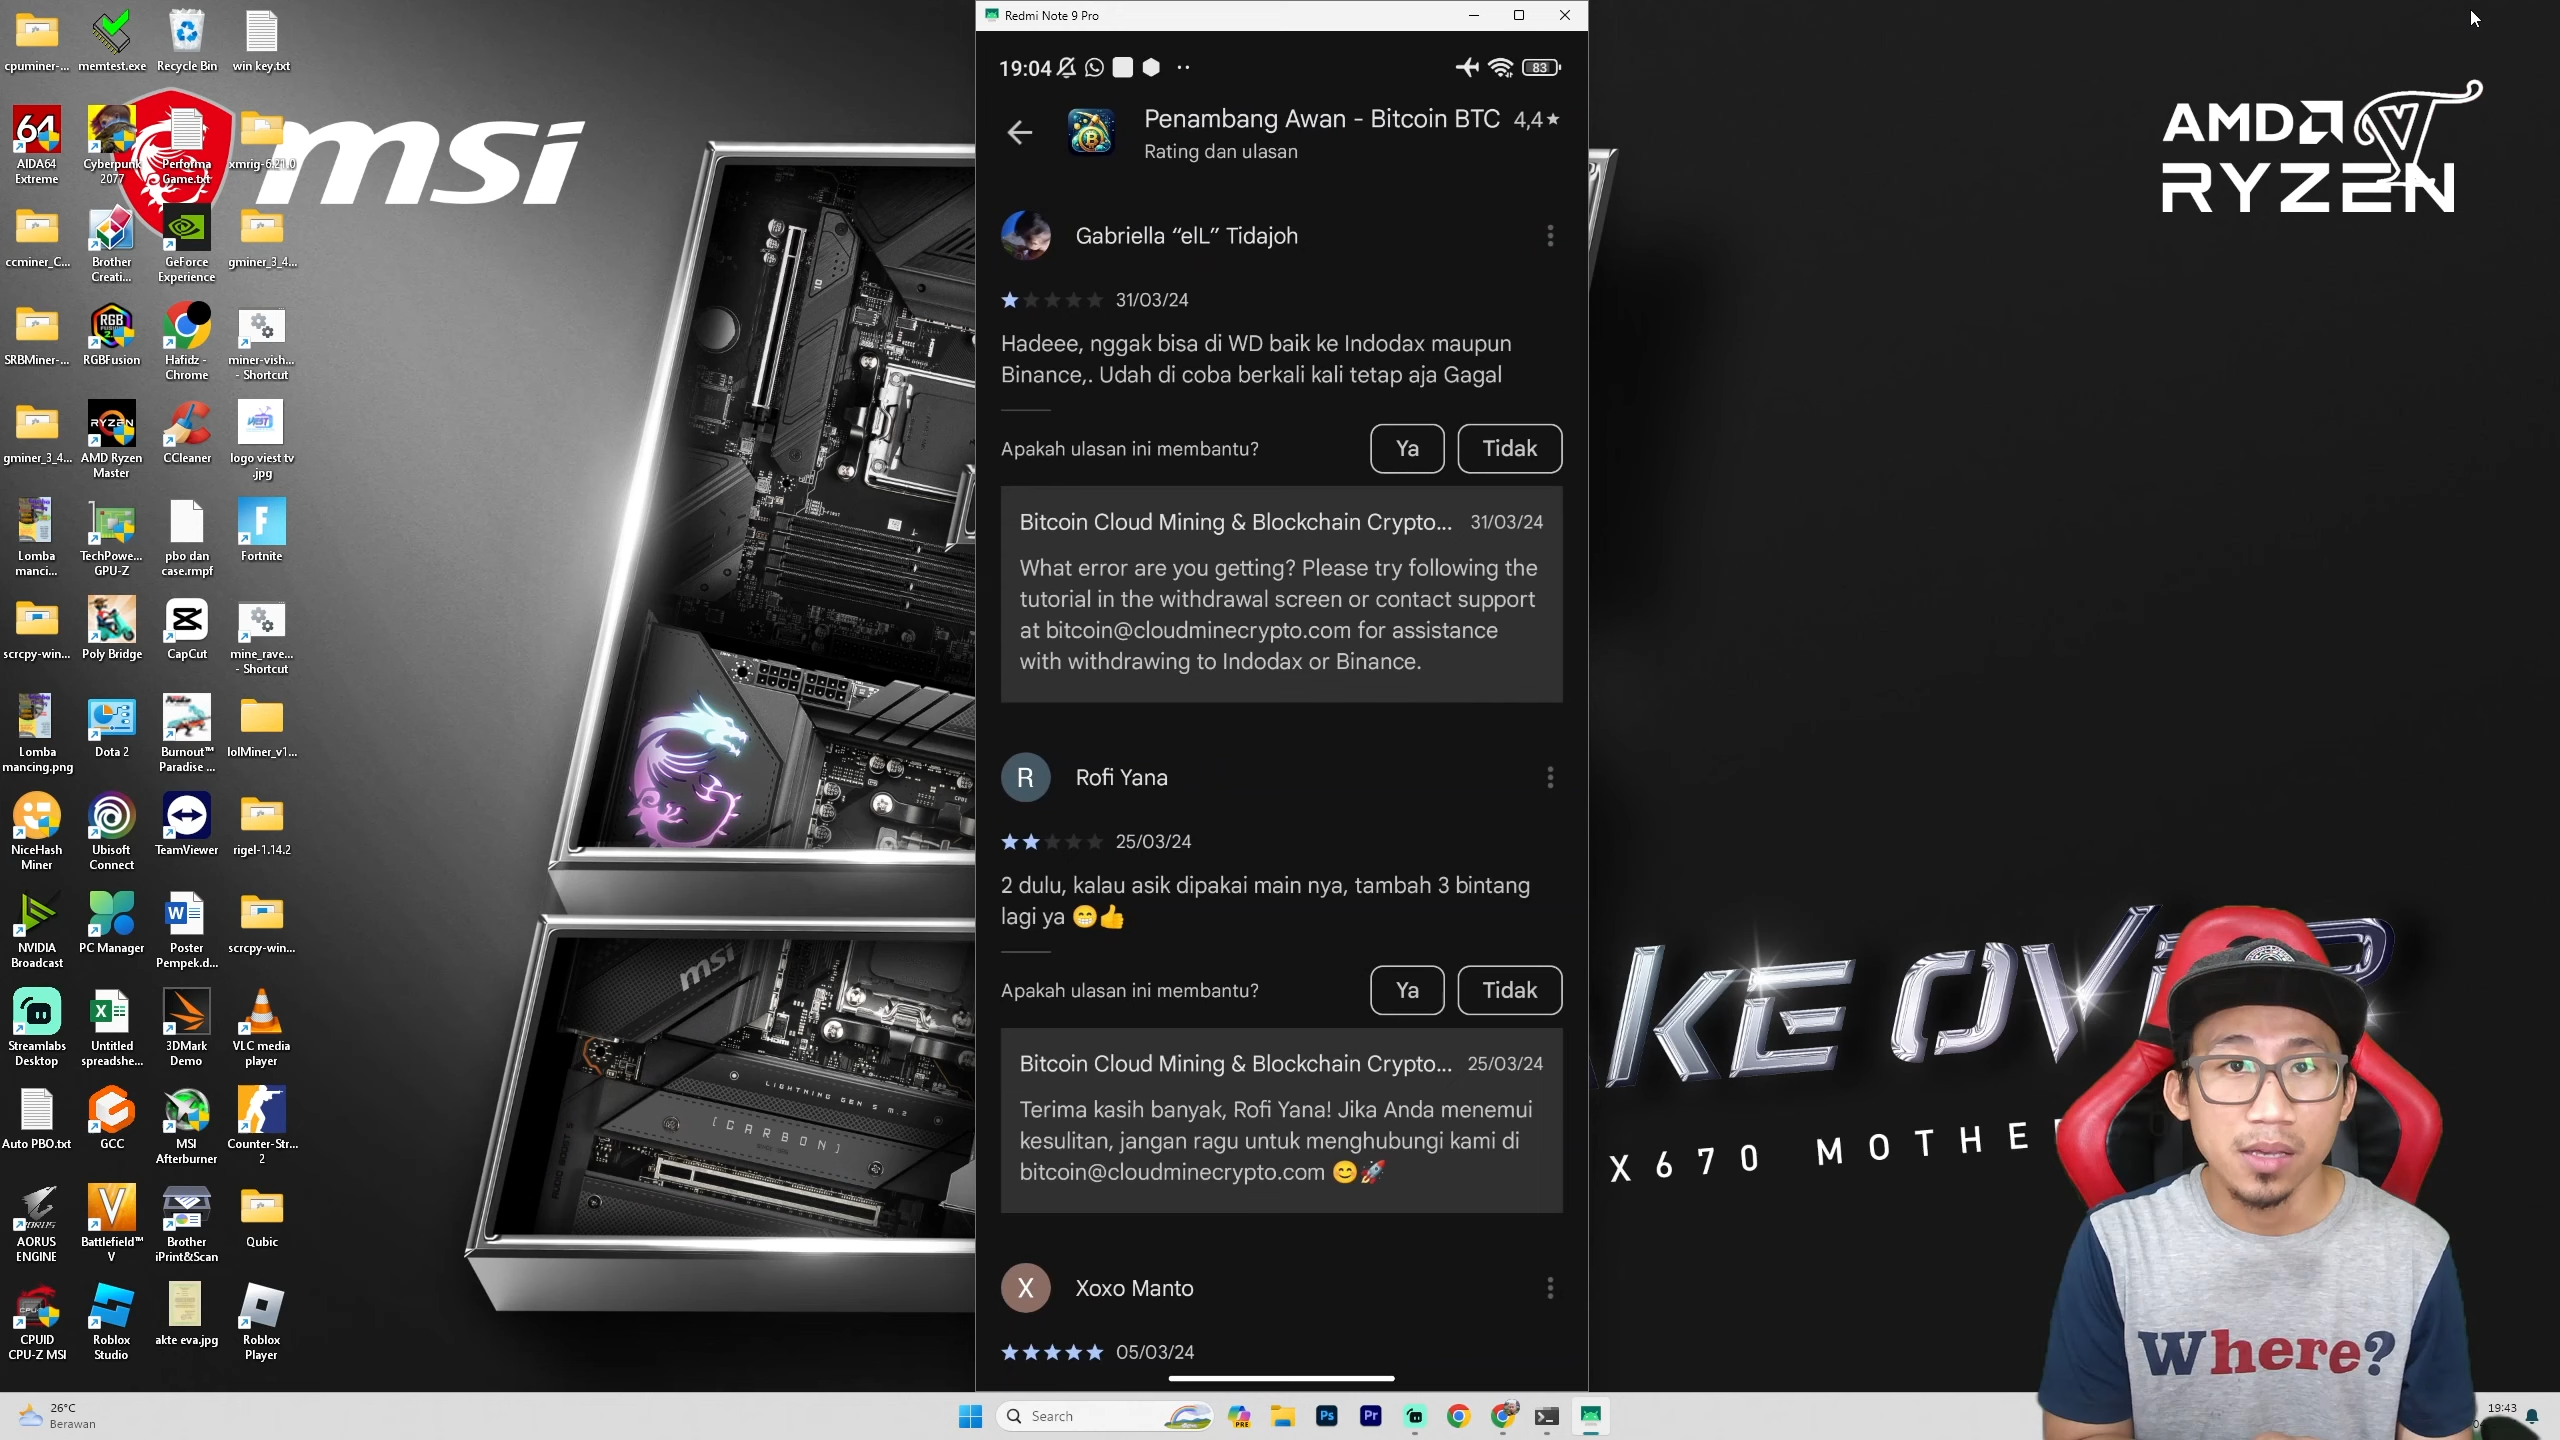 cpuminer-...
memtest.exe
Recycle Bin
win key.txt
AIDA64
Extreme
Cyberpunk
2077
Performa
Game.txt
xmrig-6.21.0
ccminer_C...
Brother
Creati...
GeForce
Experience
gminer_3_4...
SRBMiner-...
RGBFusion
Hafidz -
Chrome
miner-vish...
- Shortcut
gminer_3_4...
AMD Ryzen
Master
CCleaner
logo viest tv
.jpg
Lomba
manci...
TechPowe...
GPU-Z
pbo dan
case.rmpf
Fortnite
scrcpy-win...
Poly Bridge
CapCut
mine_rave...
- Shortcut
Lomba
mancing.png
Dota 2
Burnout™
Paradise ...
lolMiner_v1...
NiceHash
Miner
Ubisoft
Connect
TeamViewer
rigel-1.14.2
NVIDIA
Broadcast
PC Manager
Poster
Pempek.d...
scrcpy-win...
Streamlabs
Desktop
Untitled
spreadshe...
3DMark
Demo
VLC media
player
Auto PBO.txt
GCC
MSI
Afterburner
Counter-Str...
2
AORUS
ENGINE
Battlefield™
V
Brother
iPrint&Scan
Qubic
CPUID
CPU-Z MSI
Roblox
Studio
akte eva.jpg
Roblox
Player
msi
msi
LIGHTNING GEN 5 M.2
[CARBON]
Redmi Note 9 Pro
19:04
83
Penambang Awan - Bitcoin BTC 4,4★
Rating dan ulasan
Gabriella “elL” Tidajoh
31/03/24
Hadeee, nggak bisa di WD baik ke Indodax maupun
Binance,. Udah di coba berkali kali tetap aja Gagal
Apakah ulasan ini membantu?
Ya
Tidak
Bitcoin Cloud Mining & Blockchain Crypto... 31/03/24
What error are you getting? Please try following the
tutorial in the withdrawal screen or contact support
at bitcoin@cloudminecrypto.com for assistance
with withdrawing to Indodax or Binance.
R
Rofi Yana
25/03/24
2 dulu, kalau asik dipakai main nya, tambah 3 bintang
lagi ya 😁👍
Apakah ulasan ini membantu?
Ya
Tidak
Bitcoin Cloud Mining & Blockchain Crypto... 25/03/24
Terima kasih banyak, Rofi Yana! Jika Anda menemui
kesulitan, jangan ragu untuk menghubungi kami di
bitcoin@cloudminecrypto.com 😊🚀
X
Xoxo Manto
05/03/24
AMD
RYZEN
X670 MOTHE
Where?
26°C
Berawan
Search
19:43